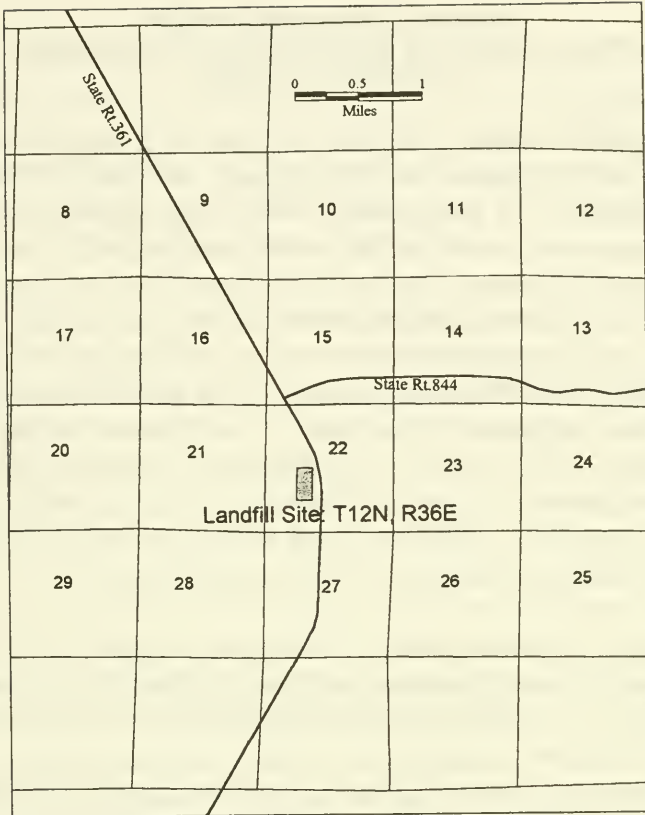 State Rt.361
0 0.5 1
Miles
8 9 10 11 12
17 16 15 14 13
State Rt.844
20 21 22 23 24
Landfill Site: T12N, R36E
29 28 27 26 25